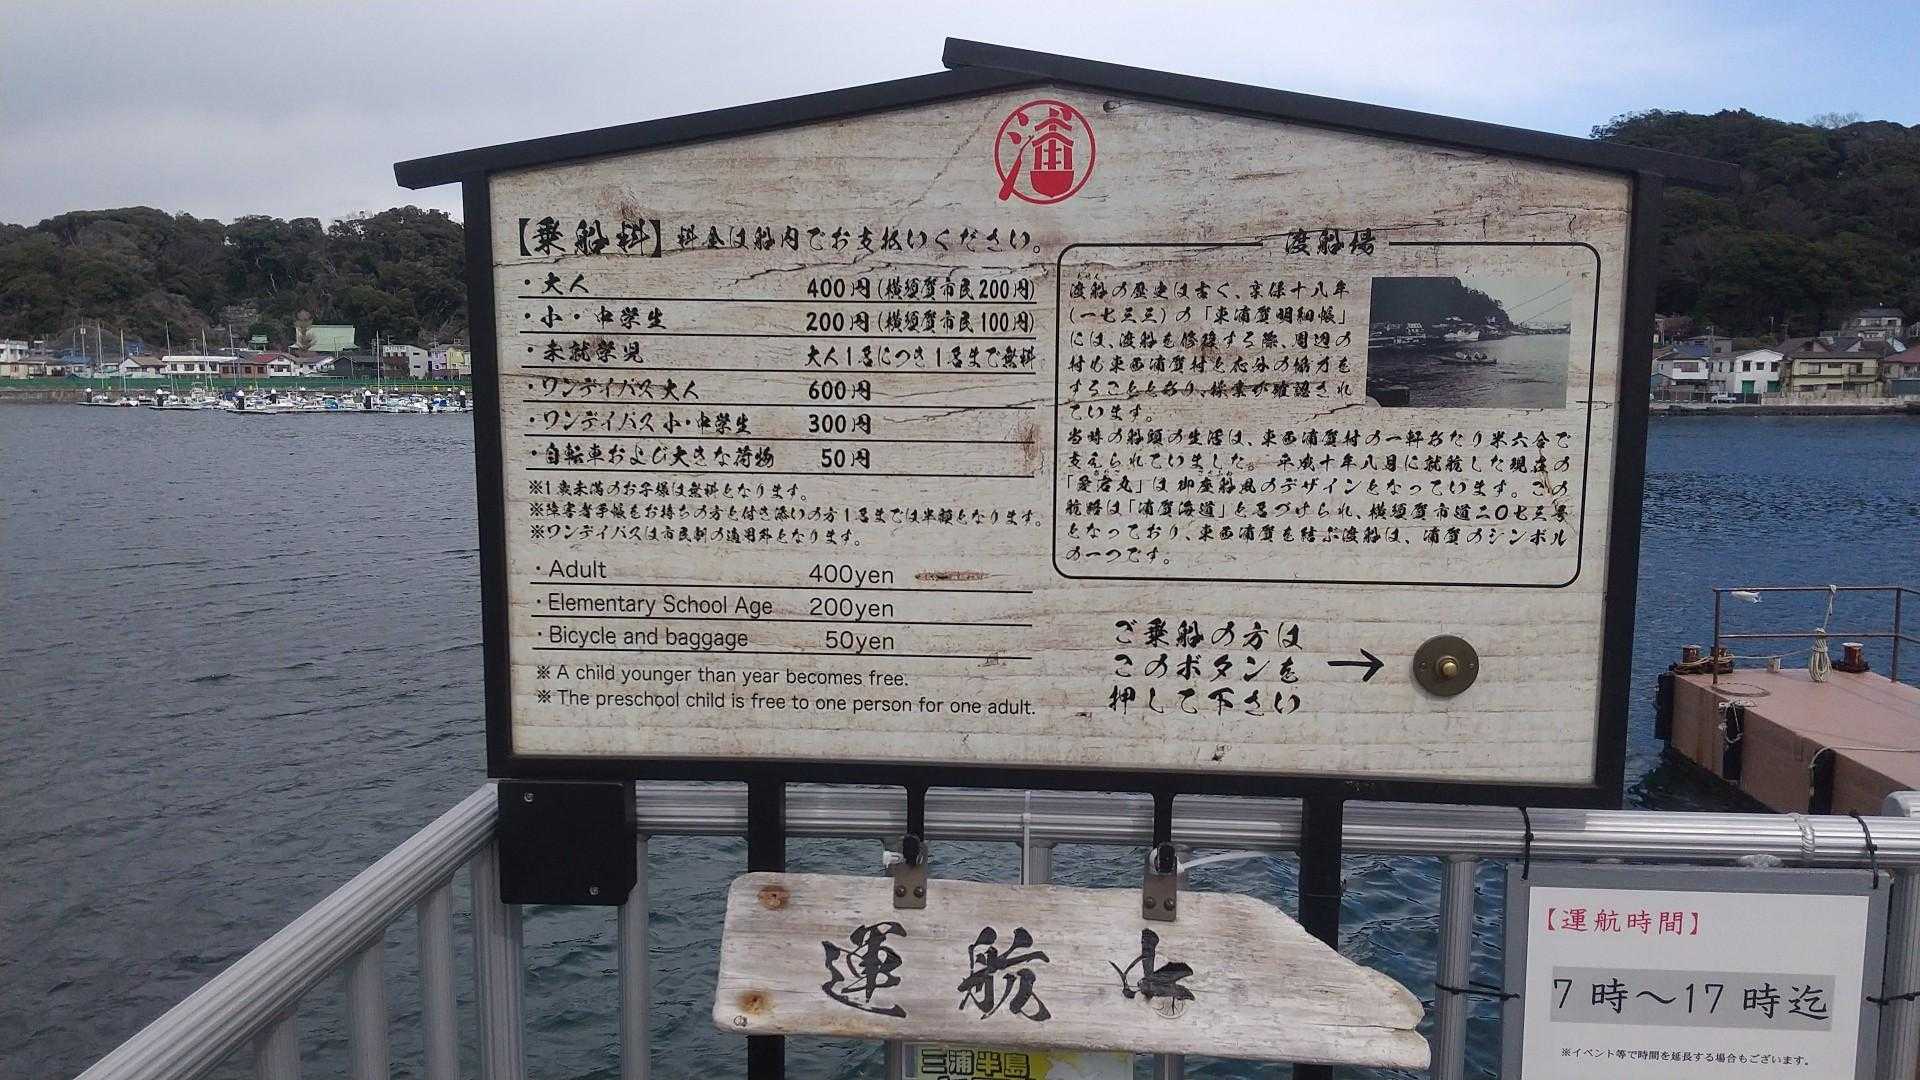 浦
【乗船料】料金は船内でお支払いください。
・大人 400円(横須賀市民200円)
・小・中学生 200円(横須賀市民100円)
・未就学児 大人1名につき1名まで無料
・ワンデイパス 大人 600円
・ワンデイパス 小・中学生 300円
・自転車および大きな荷物 50円
※1歳未満のお子様は無料となります。
※障害者手帳をお持ちの方と付き添いの方1名までは半額となります。
※ワンデイパスは市民割の適用外となります。
・Adult 400yen
・Elementary School Age 200yen
・Bicycle and baggage 50yen
※ A child younger than year becomes free.
※ The preschool child is free to one person for one adult.
渡船場
渡船の歴史は古く、享保十八年
(一七三三)の「東浦賀明細帳」
には、渡船を修復する際、周辺の
村も東西浦賀村と応分の協力を
することとなり、操業が確認され
ています。
当時の船頭の生活は、東西浦賀村の一軒あたり米六合で
支えられていました。 平成十年八月に就航した現在の
「愛宕丸」は御座船風のデザインとなっています。この
航路は「浦賀海道」と名づけられ、横須賀市道二〇七三号
となっており、東西浦賀を結ぶ渡船は、浦賀のシンボル
の一つです。
ご乗船の方は
このボタンを →
押して下さい
運航中
【運航時間】
7時～17時迄
※イベント等で時間を延長する場合もございます。
三浦半島